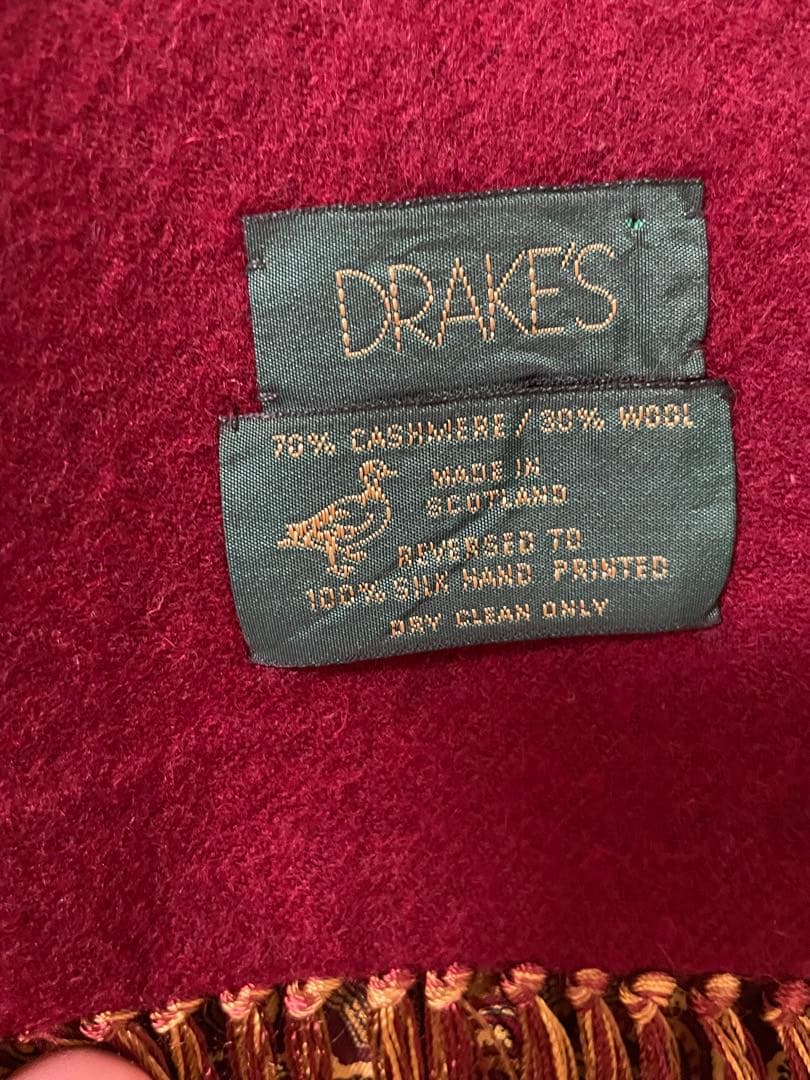 DRAKE'S
70% CASHMERE / 30% WOOL
MADE IN
SCOTLAND
REVERSED TO
100% SILK HAND PRINTED
DRY CLEAN ONLY